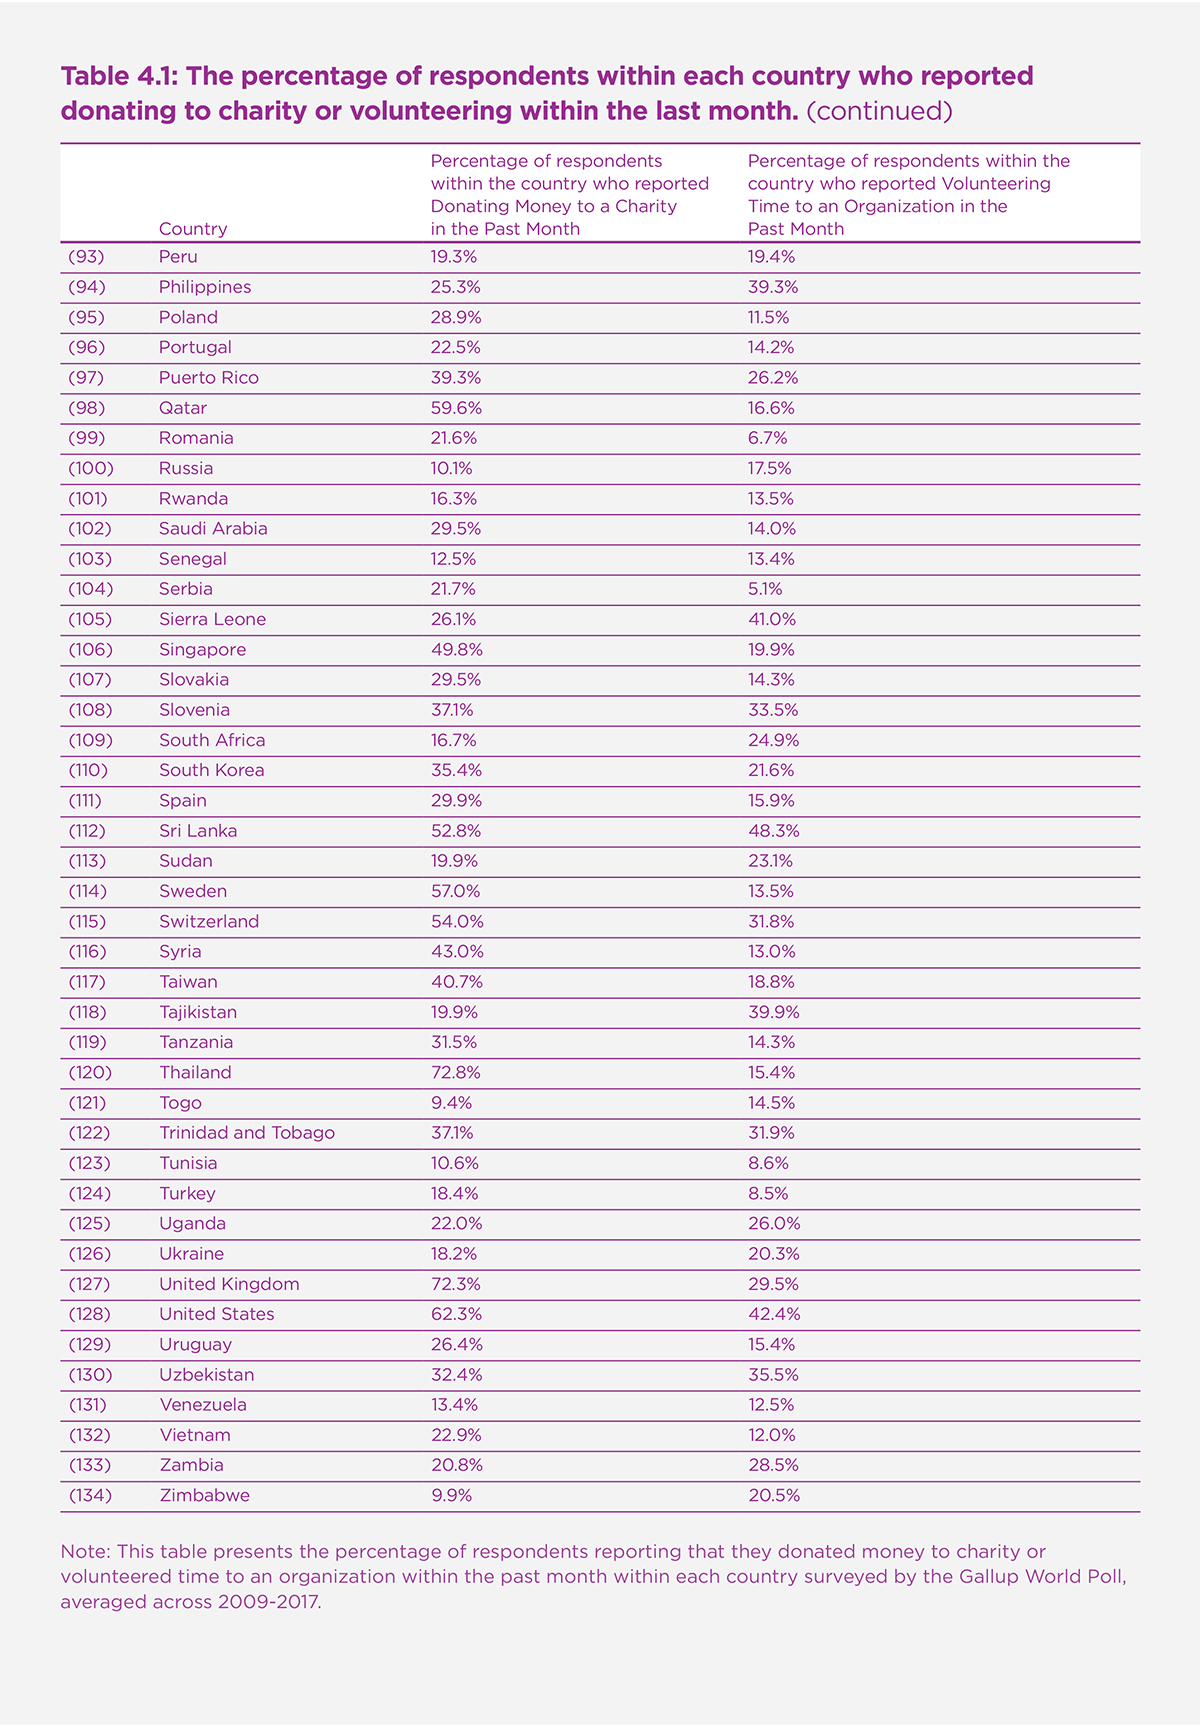 Table 4.1: The percentage of respondents within each country who reported
donating to charity or volunteering within the last month. (continued)
Country
Percentage of respondents
within the country who reported
Donating Money to a Charity
in the Past Month
Percentage of respondents within the
country who reported Volunteering
Time to an Organization in the
Past Month
(93) Peru 19.3% 19.4%
(94) Philippines 25.3% 39.3%
(95) Poland 28.9% 11.5%
(96) Portugal 22.5% 14.2%
(97) Puerto Rico 39.3% 26.2%
(98) Qatar 59.6% 16.6%
(99) Romania 21.6% 6.7%
(100) Russia 10.1% 17.5%
(101) Rwanda 16.3% 13.5%
(102) Saudi Arabia 29.5% 14.0%
(103) Senegal 12.5% 13.4%
(104) Serbia 21.7% 5.1%
(105) Sierra Leone 26.1% 41.0%
(106) Singapore 49.8% 19.9%
(107) Slovakia 29.5% 14.3%
(108) Slovenia 37.1% 33.5%
(109) South Africa 16.7% 24.9%
(110) South Korea 35.4% 21.6%
(111) Spain 29.9% 15.9%
(112) Sri Lanka 52.8% 48.3%
(113) Sudan 19.9% 23.1%
(114) Sweden 57.0% 13.5%
(115) Switzerland 54.0% 31.8%
(116) Syria 43.0% 13.0%
(117) Taiwan 40.7% 18.8%
(118) Tajikistan 19.9% 39.9%
(119) Tanzania 31.5% 14.3%
(120) Thailand 72.8% 15.4%
(121) Togo 9.4% 14.5%
(122) Trinidad and Tobago 37.1% 31.9%
(123) Tunisia 10.6% 8.6%
(124) Turkey 18.4% 8.5%
(125) Uganda 22.0% 26.0%
(126) Ukraine 18.2% 20.3%
(127) United Kingdom 72.3% 29.5%
(128) United States 62.3% 42.4%
(129) Uruguay 26.4% 15.4%
(130) Uzbekistan 32.4% 35.5%
(131) Venezuela 13.4% 12.5%
(132) Vietnam 22.9% 12.0%
(133) Zambia 20.8% 28.5%
(134) Zimbabwe 9.9% 20.5%
Note: This table presents the percentage of respondents reporting that they donated money to charity or
volunteered time to an organization within the past month within each country surveyed by the Gallup World Poll,
averaged across 2009-2017.